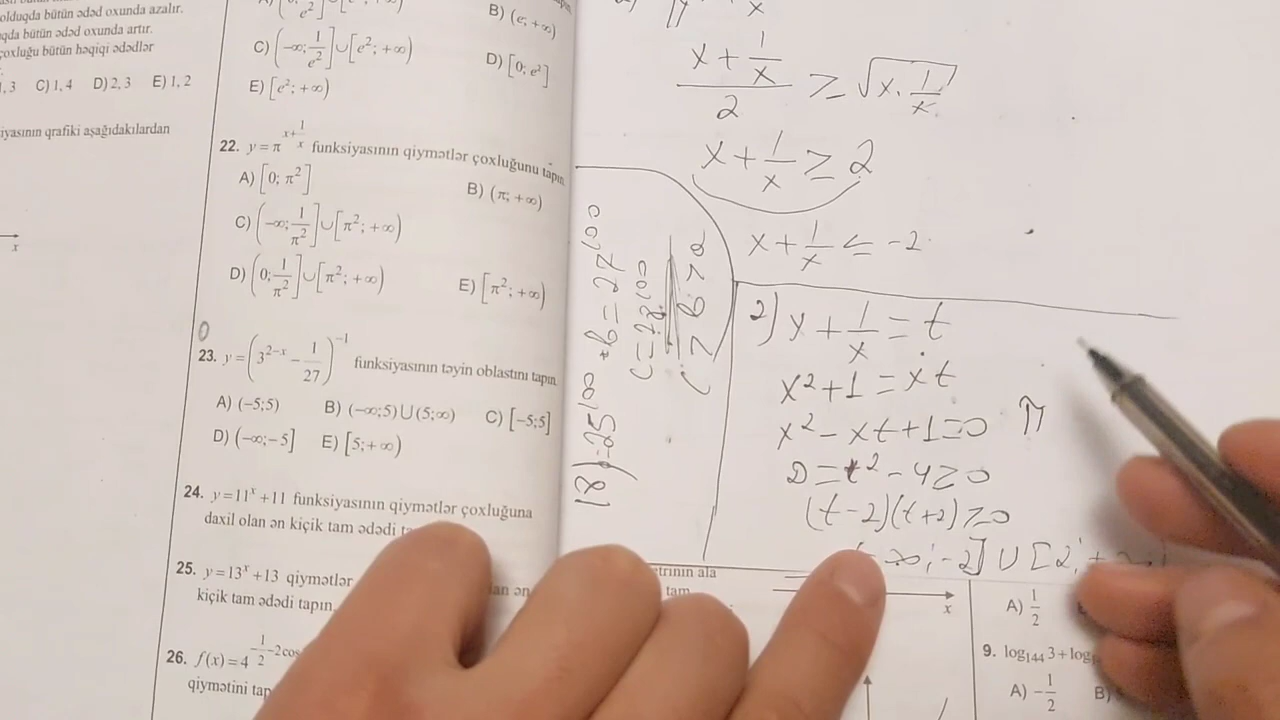 olduqda bütün ədəd oxunda azalır.
qda bütün ədəd oxunda artır.
çoxluğu bütün həqiqi ədədlər
1, 3 C) 1, 4 D) 2, 3 E) 1, 2
iyasının qrafiki aşağıdakılardan
x
B) (e; +∞)
C) (-∞; 1/e²] ∪ [e²; +∞)
D) [0; e²]
E) [e²; +∞)
22. y = π^(x+1/x) funksiyasının qiymətlər çoxluğunu tapın
A) [0; π²]
B) (π; +∞)
C) (-∞; 1/π²] ∪ [π²; +∞)
D) (0; 1/π²] ∪ [π²; +∞)
E) [π²; +∞)
23. y = (3^(2-x) - 1/27)^(-1) funksiyasının təyin oblastını tapın
A) (-5;5) B) (-∞;5) ∪ (5;∞) C) [-5;5]
D) (-∞;-5] E) [5;+∞)
24. y=11^x+11 funksiyasının qiymətlər çoxluğuna
daxil olan ən kiçik tam ədədi
25. y=13^x+13 qiymətlər
kiçik tam ədədi tapın.
26. f(x)=4
qiymətini
(x + 1/x)/2 ≥ √(x · 1/x)
x + 1/x ≥ 2
x + 1/x ≤ -2
2) x + 1/x = t
x² + 1 = xt
x² - xt + 1 = 0 π
D = t² - 4 ≥ 0
(t-2)(t+2) ≥ 0
-∞; -2] ∪ [2; +
c > b > a
ala
tam
x
A) 1/2
9. log₁₄₄ 3 + log
A) -1/2 B)